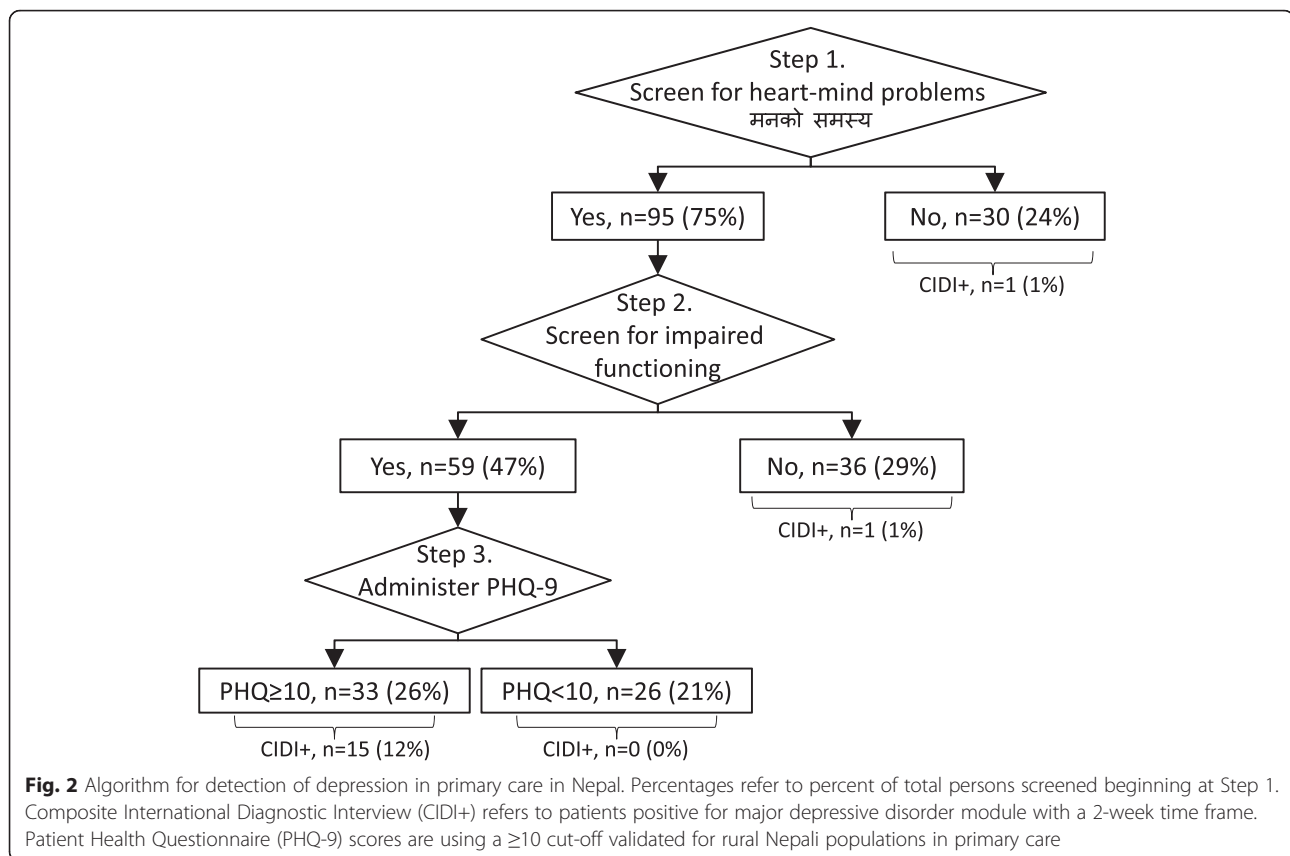 Step 1.
Screen for heart-mind problems
मनको समस्य
Yes, n=95 (75%)
No, n=30 (24%)
CIDI+, n=1 (1%)
Step 2.
Screen for impaired
functioning
Yes, n=59 (47%)
No, n=36 (29%)
CIDI+, n=1 (1%)
Step 3.
Administer PHQ-9
PHQ≥10, n=33 (26%)
PHQ<10, n=26 (21%)
CIDI+, n=15 (12%)
CIDI+, n=0 (0%)
Fig. 2 Algorithm for detection of depression in primary care in Nepal. Percentages refer to percent of total persons screened beginning at Step 1.
Composite International Diagnostic Interview (CIDI+) refers to patients positive for major depressive disorder module with a 2-week time frame.
Patient Health Questionnaire (PHQ-9) scores are using a ≥10 cut-off validated for rural Nepali populations in primary care